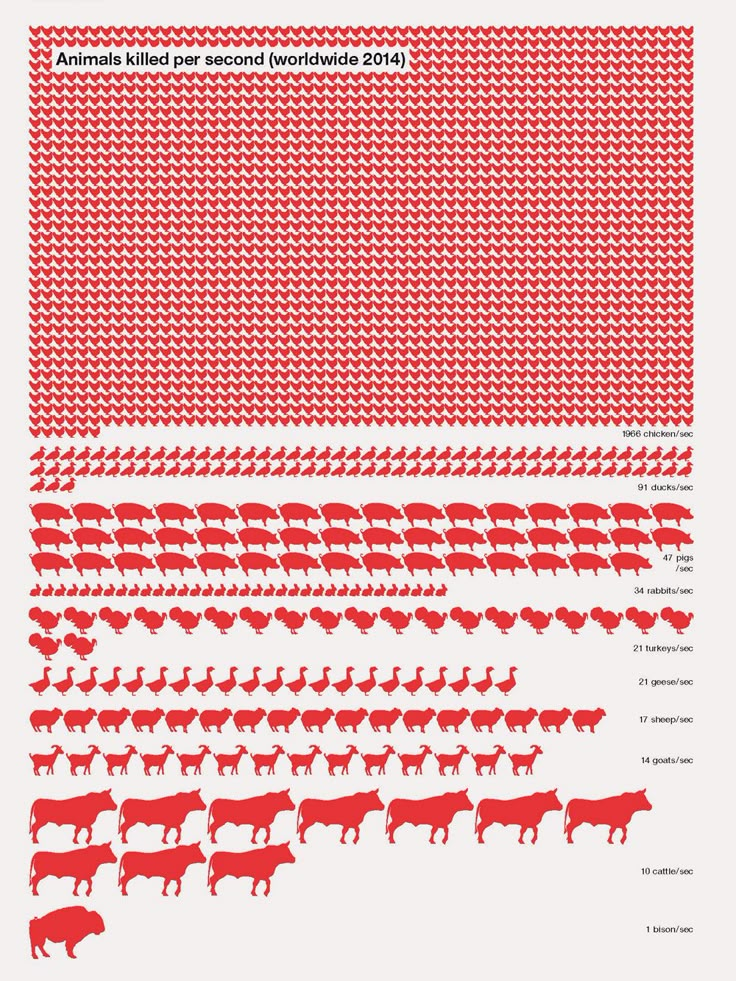 Animals killed per second (worldwide 2014)
1966 chicken/sec
91 ducks/sec
47 pigs
/sec
34 rabbits/sec
21 turkeys/sec
21 geese/sec
17 sheep/sec
14 goats/sec
10 cattle/sec
1 bison/sec